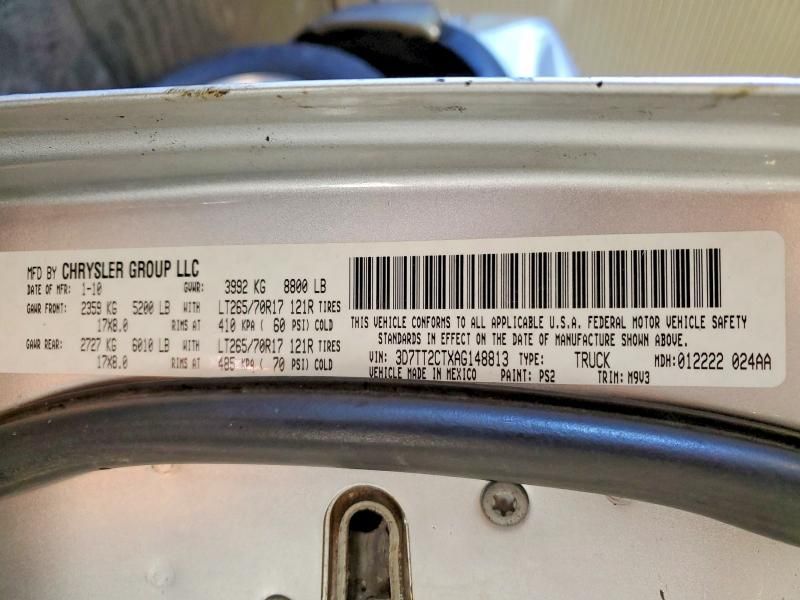 MFD BY CHRYSLER GROUP LLC
DATE OF MFR: 1-10 GVWR: 3992 KG 8800 LB
GAWR FRONT: 2359 KG 5200 LB WITH LT265/70R17 121R TIRES
17X8.0 RIMS AT 410 KPA ( 60 PSI) COLD
GAWR REAR: 2727 KG 6010 LB WITH LT265/70R17 121R TIRES
17X8.0 RIMS AT 485 KPA ( 70 PSI) COLD
THIS VEHICLE CONFORMS TO ALL APPLICABLE U.S.A. FEDERAL MOTOR VEHICLE SAFETY
STANDARDS IN EFFECT ON THE DATE OF MANUFACTURE SHOWN ABOVE.
VIN: 3D7TT2CTXAG148813 TYPE: TRUCK MDH:012222 024AA
VEHICLE MADE IN MEXICO PAINT: PS2 TRIM: M9V3